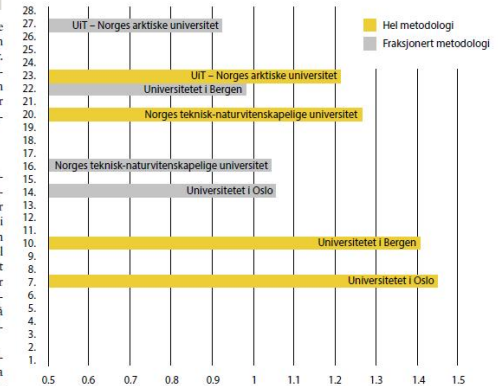 28.
27.
26.
25.
24.
23.
22.
21.
20.
19.
18.
17.
16.
15.
14.
13.
12.
11.
10.
9.
8.
7.
6.
5.
4.
3.
2.
1.
UiT – Norges arktiske universitet
UiT – Norges arktiske universitet
Universitetet i Bergen
Norges teknisk-naturvitenskapelige universitet
Norges teknisk-naturvitenskapelige universitet
Universitetet i Oslo
Universitetet i Bergen
Universitetet i Oslo
Hel metodologi
Fraksjonert metodologi
0.5 0.6 0.7 0.8 0.9 1 1.1 1.2 1.3 1.4 1.5